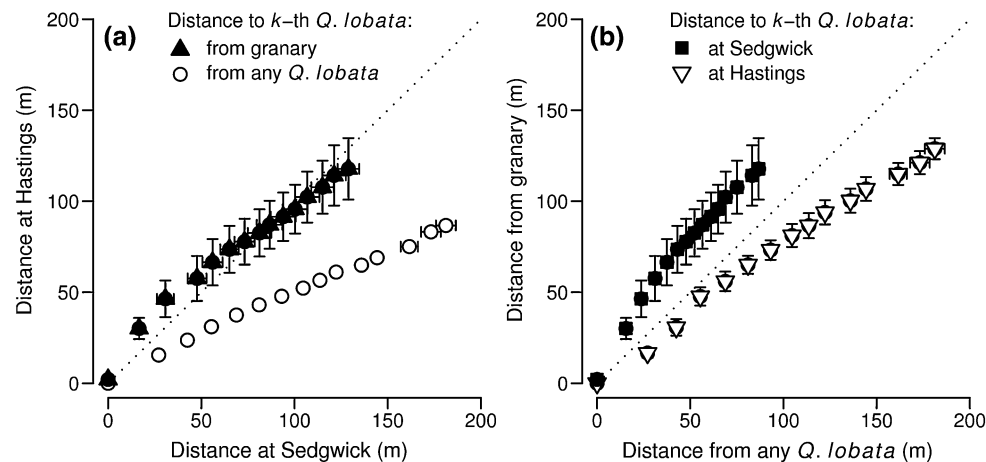 (a)
Distance to k−th Q. lobata:
from granary
from any Q. lobata
200
150
100
50
0
Distance at Hastings (m)
0
50
100
150
200
Distance at Sedgwick (m)
(b)
Distance to k−th Q. lobata:
at Sedgwick
at Hastings
200
150
100
50
0
Distance from granary (m)
0
50
100
150
200
Distance from any Q. lobata (m)